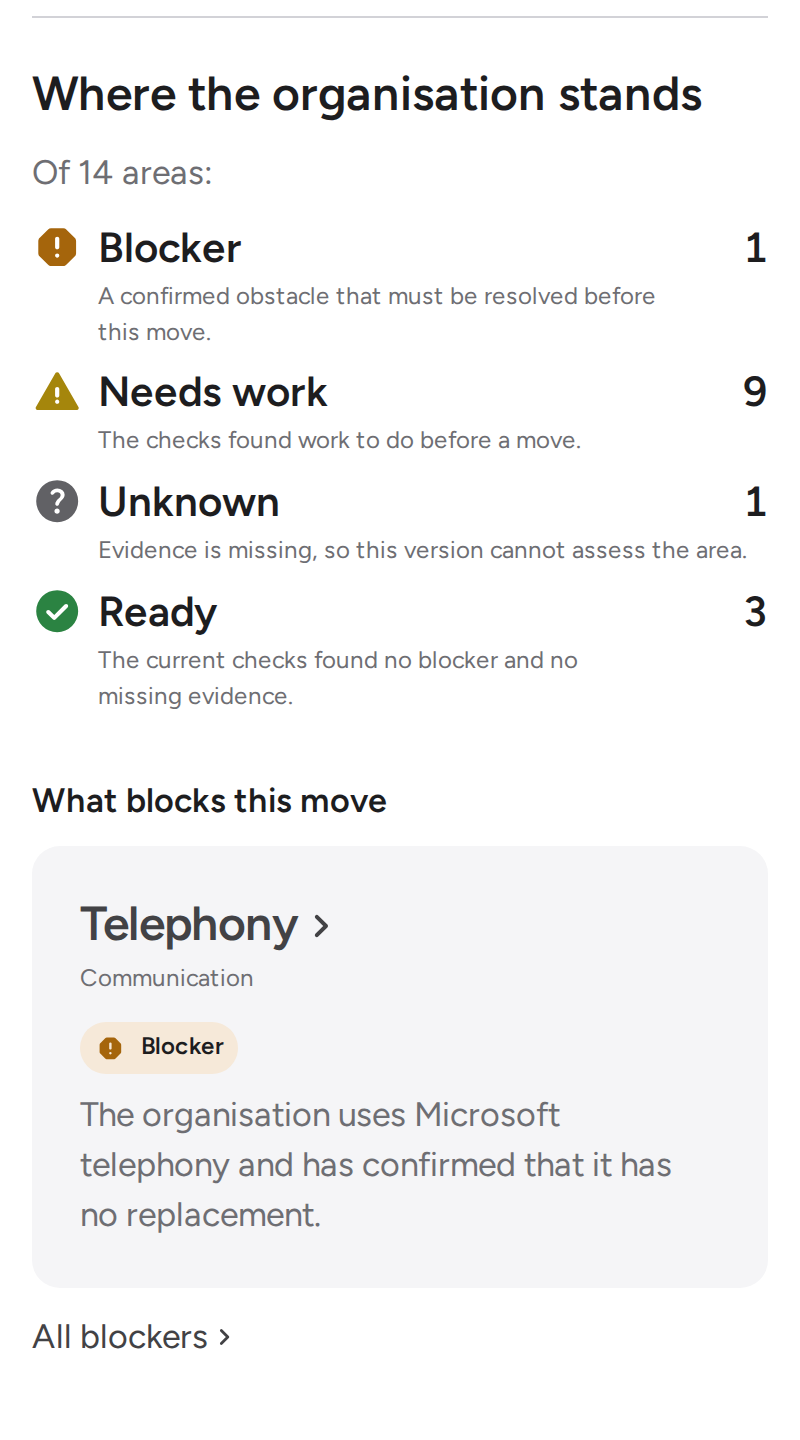 Where the organisation stands
Of 14 areas:
Blocker 1
A confirmed obstacle that must be resolved before
this move.
Needs work 9
The checks found work to do before a move.
Unknown 1
Evidence is missing, so this version cannot assess the area.
Ready 3
The current checks found no blocker and no
missing evidence.
What blocks this move
Telephony
Communication
Blocker
The organisation uses Microsoft
telephony and has confirmed that it has
no replacement.
All blockers